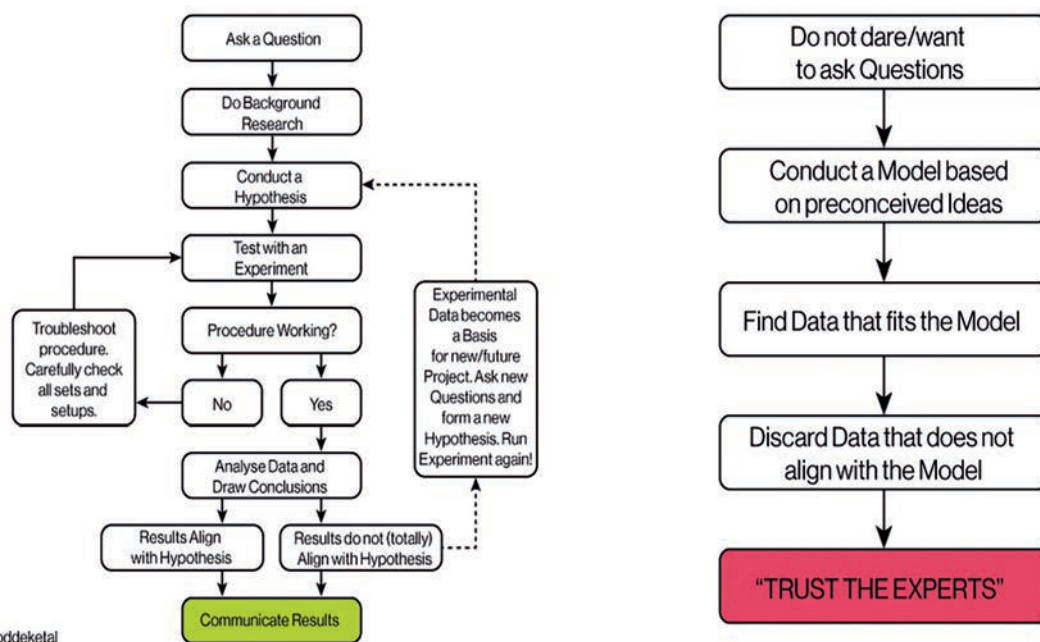 Ask a Question
Do Background
Research
Conduct a
Hypothesis
Test with an
Experiment
Procedure Working?
Troubleshoot
procedure.
Carefully check
all sets and
setups.
No
Yes
Experimental
Data becomes
a Basis
for new/future
Project. Ask new
Questions and
form a new
Hypothesis. Run
Experiment again!
Analyse Data and
Draw Conclusions
Results Align
with Hypothesis
Results do not (totally)
Align with Hypothesis
Communicate Results
Do not dare/want
to ask Questions
Conduct a Model based
on preconceived Ideas
Find Data that fits the Model
Discard Data that does not
align with the Model
“TRUST THE EXPERTS”